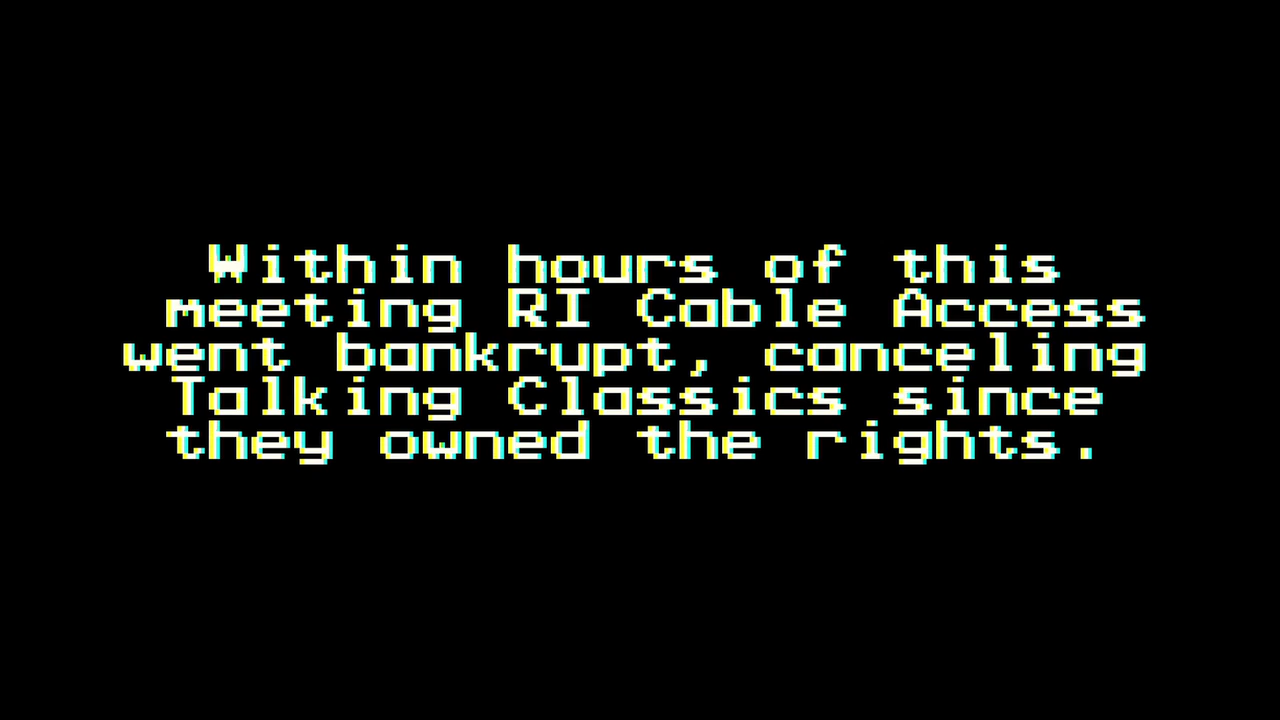 Within hours of this
meeting RI Cable Access
went bankrupt, canceling
Talking Classics since
they owned the rights.